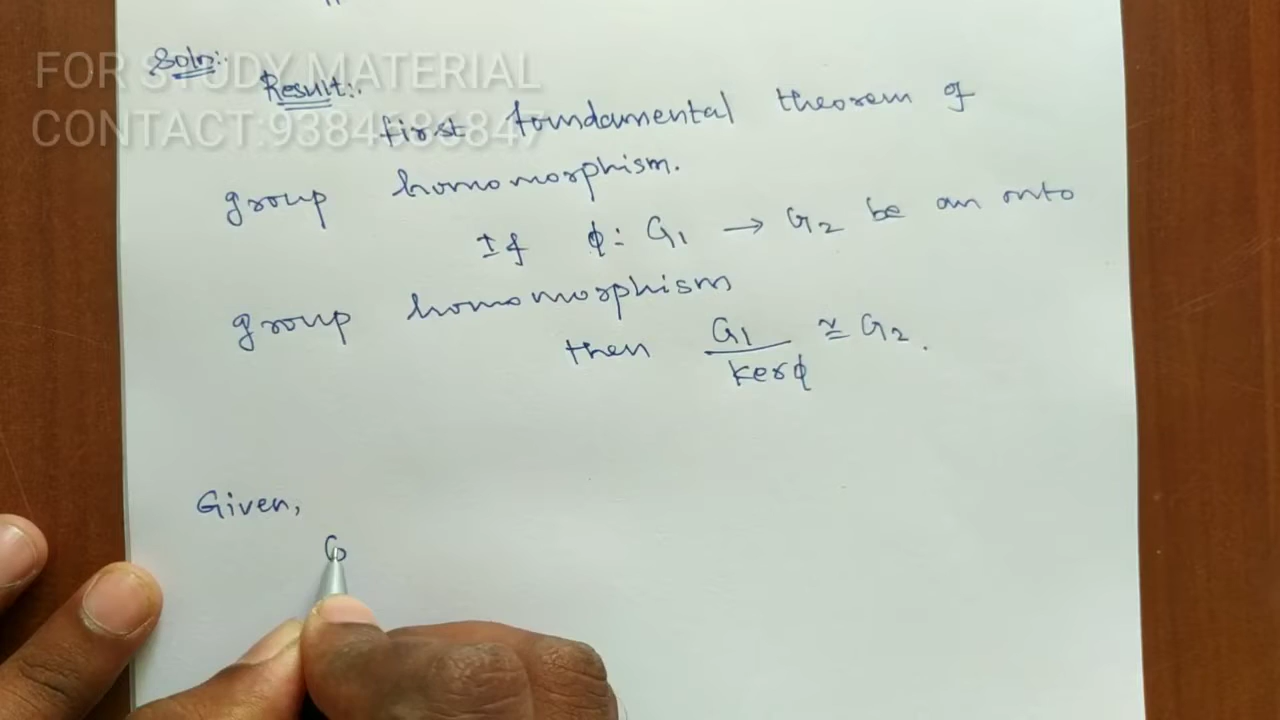 Soln:.
FOR STUDY MATERIAL
Result:.
CONTACT:9384
first foundamental theorem of
group homomorphism.
If ϕ: G1 → G2 be an onto
group homomorphism
then G1/kerϕ ≃ G2.
Given,
G